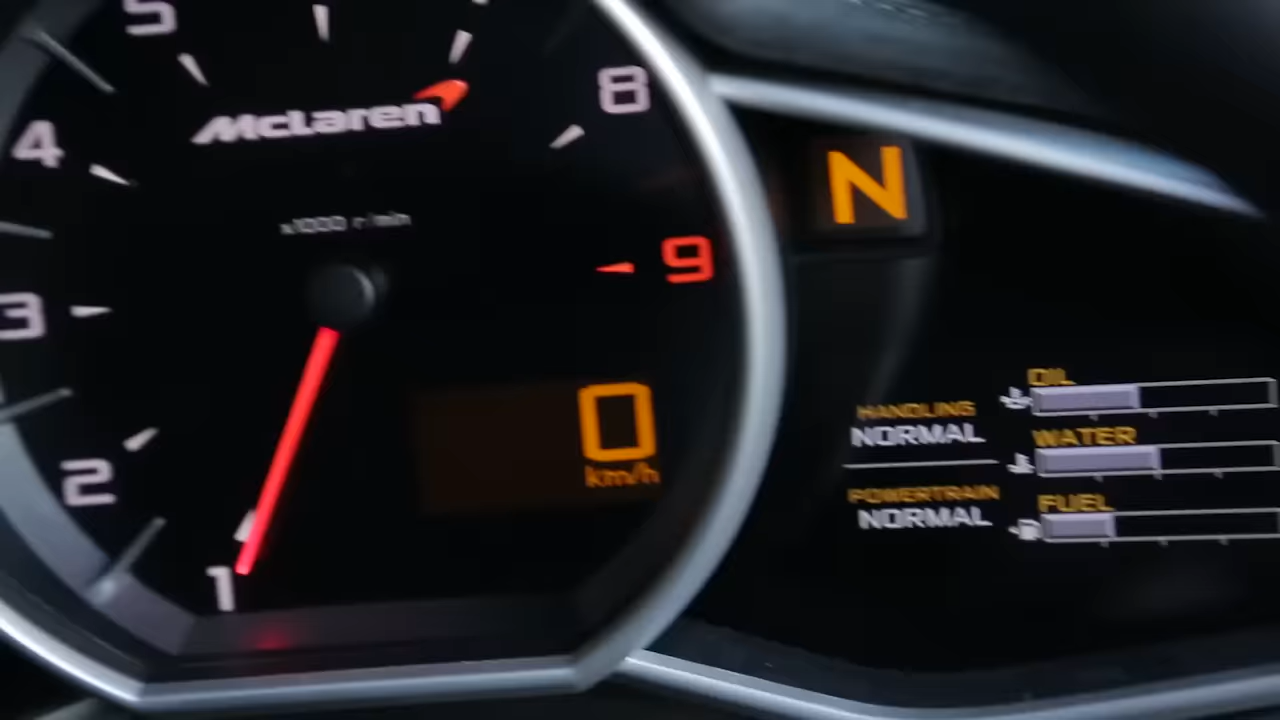 5
8
McLaren
4
N
x1000 r/min
9
3
OIL
0
HANDLING
NORMAL
WATER
km/h
2
POWERTRAIN
NORMAL
FUEL
1